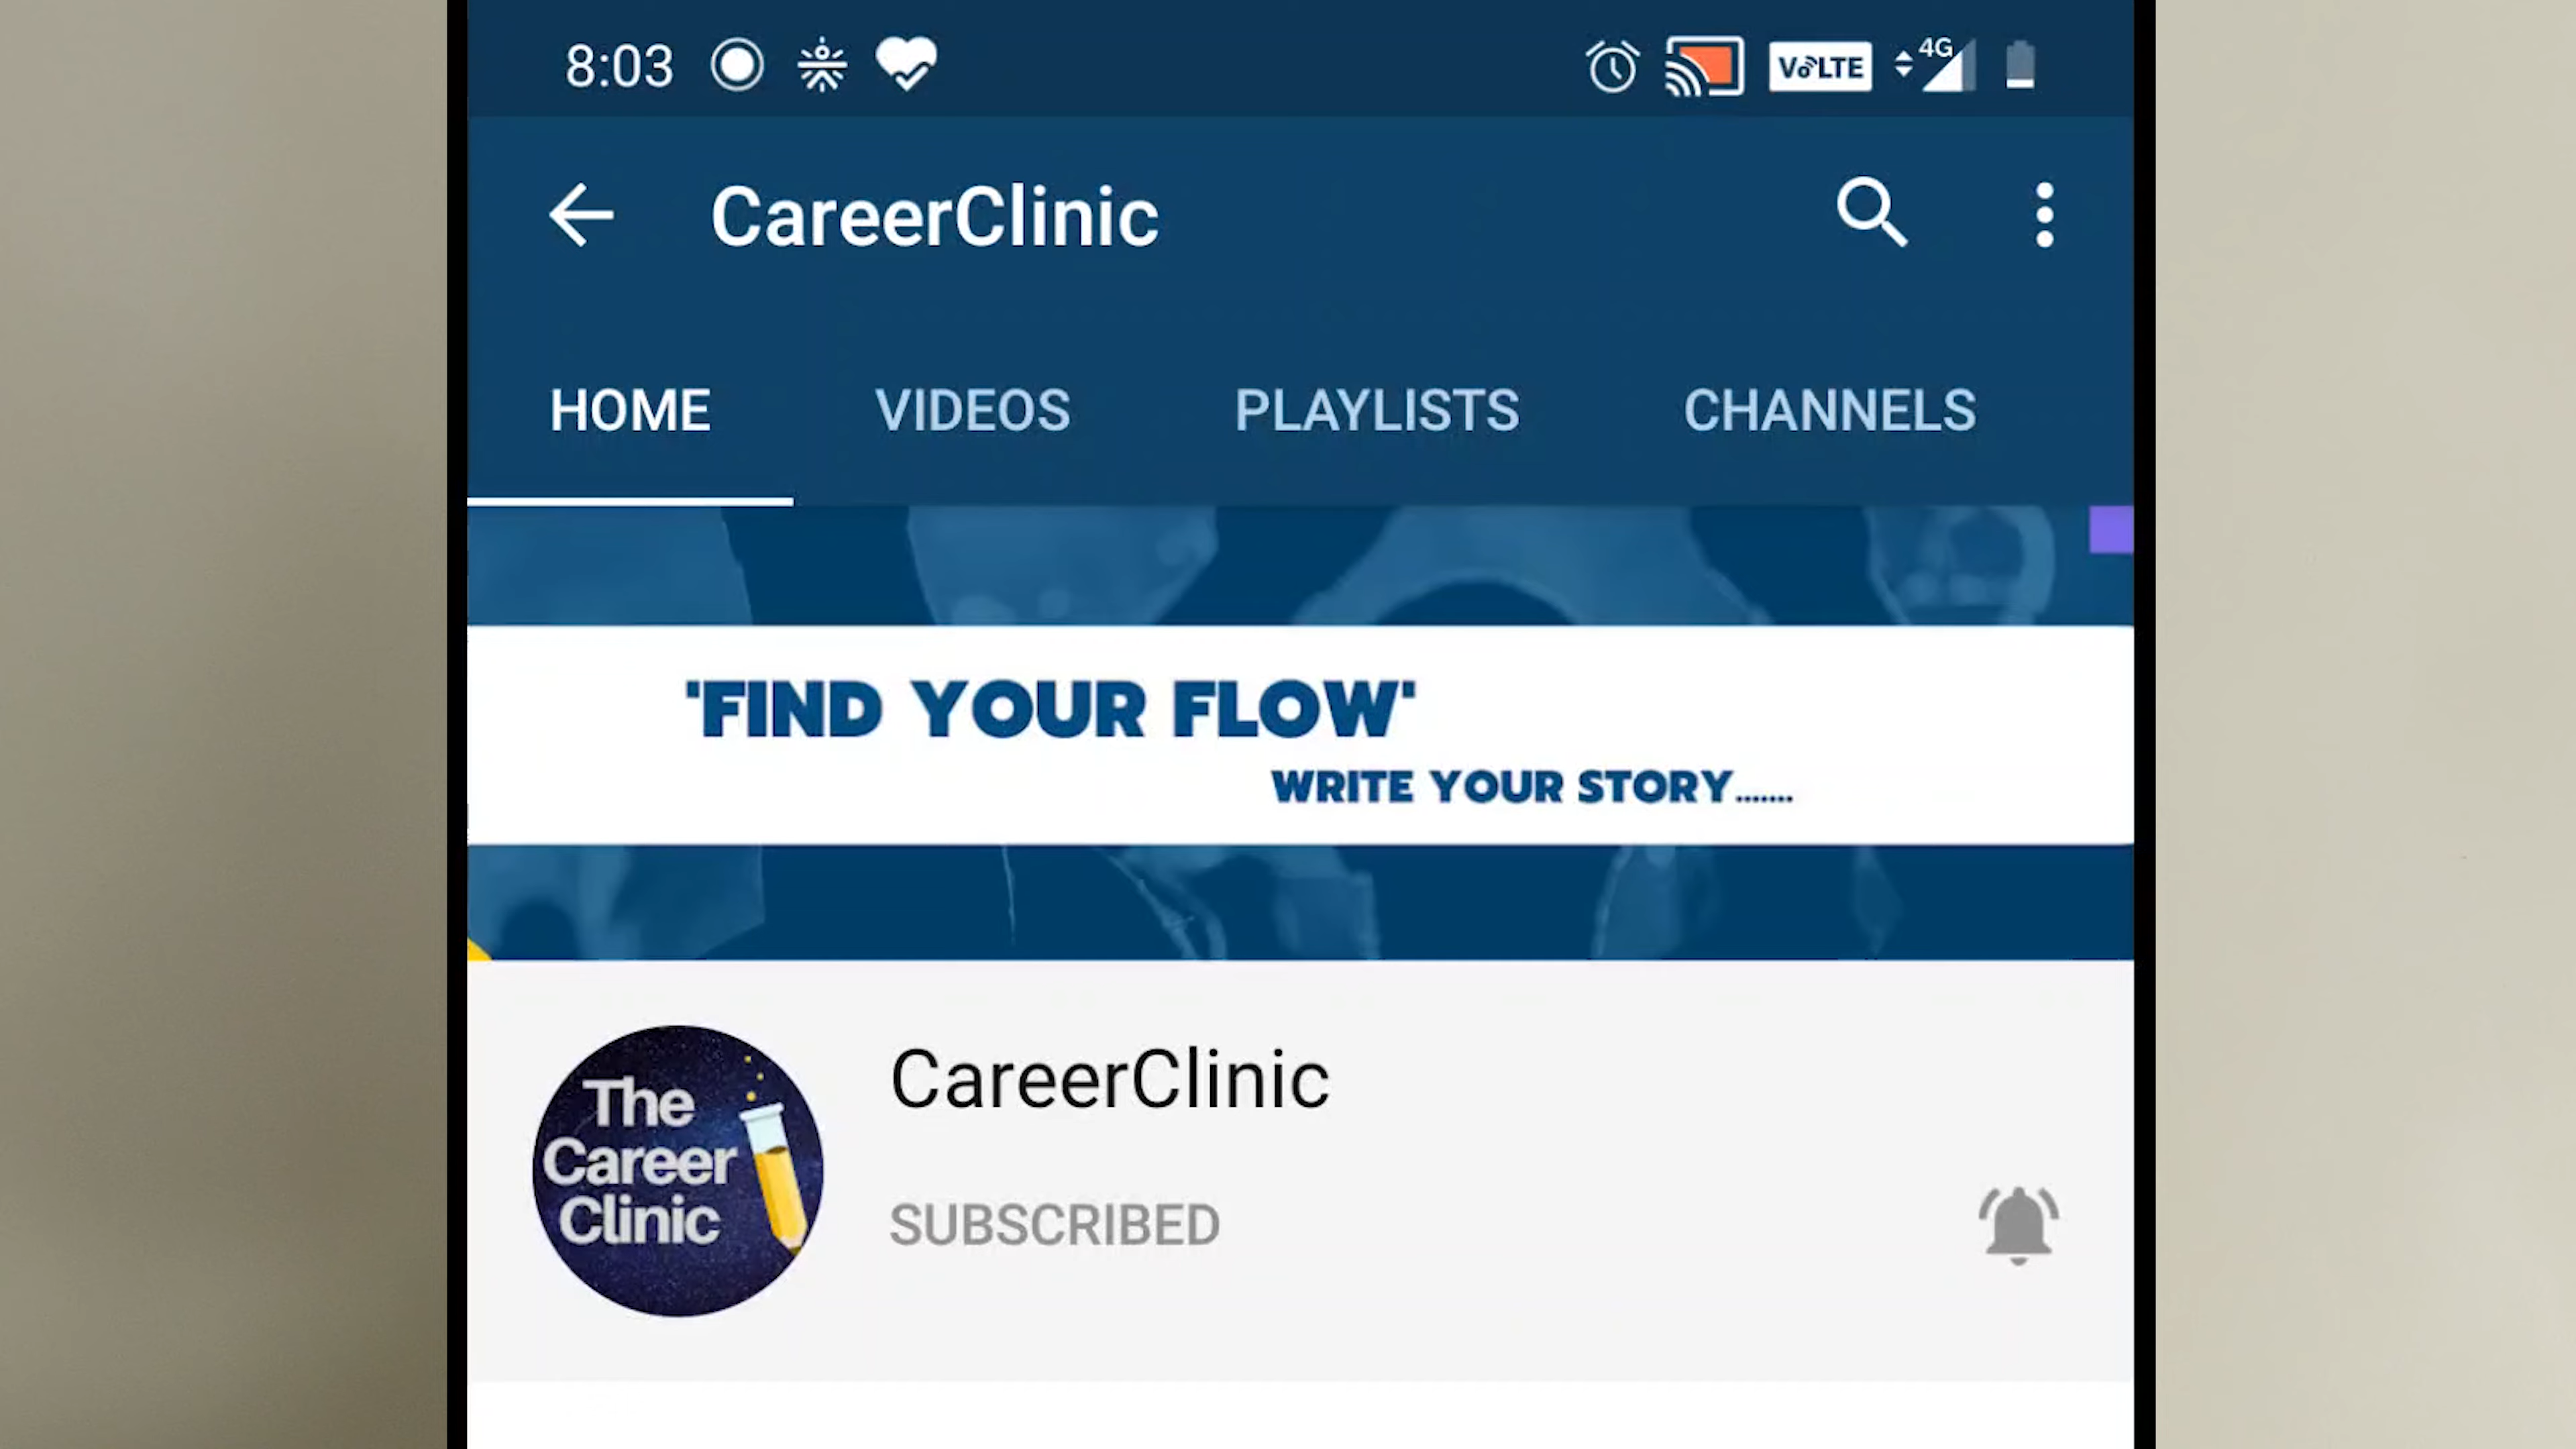 8:03 VoLTE 4G
CareerClinic
HOME VIDEOS PLAYLISTS CHANNELS
'FIND YOUR FLOW'
WRITE YOUR STORY.......
The
Career
Clinic
CareerClinic
SUBSCRIBED